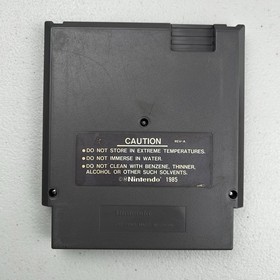 CAUTION REV-A
• DO NOT STORE IN EXTREME TEMPERATURES.
• DO NOT IMMERSE IN WATER.
• DO NOT CLEAN WITH BENZENE, THINNER,
ALCOHOL OR OTHER SUCH SOLVENTS.
©Nintendo 1985